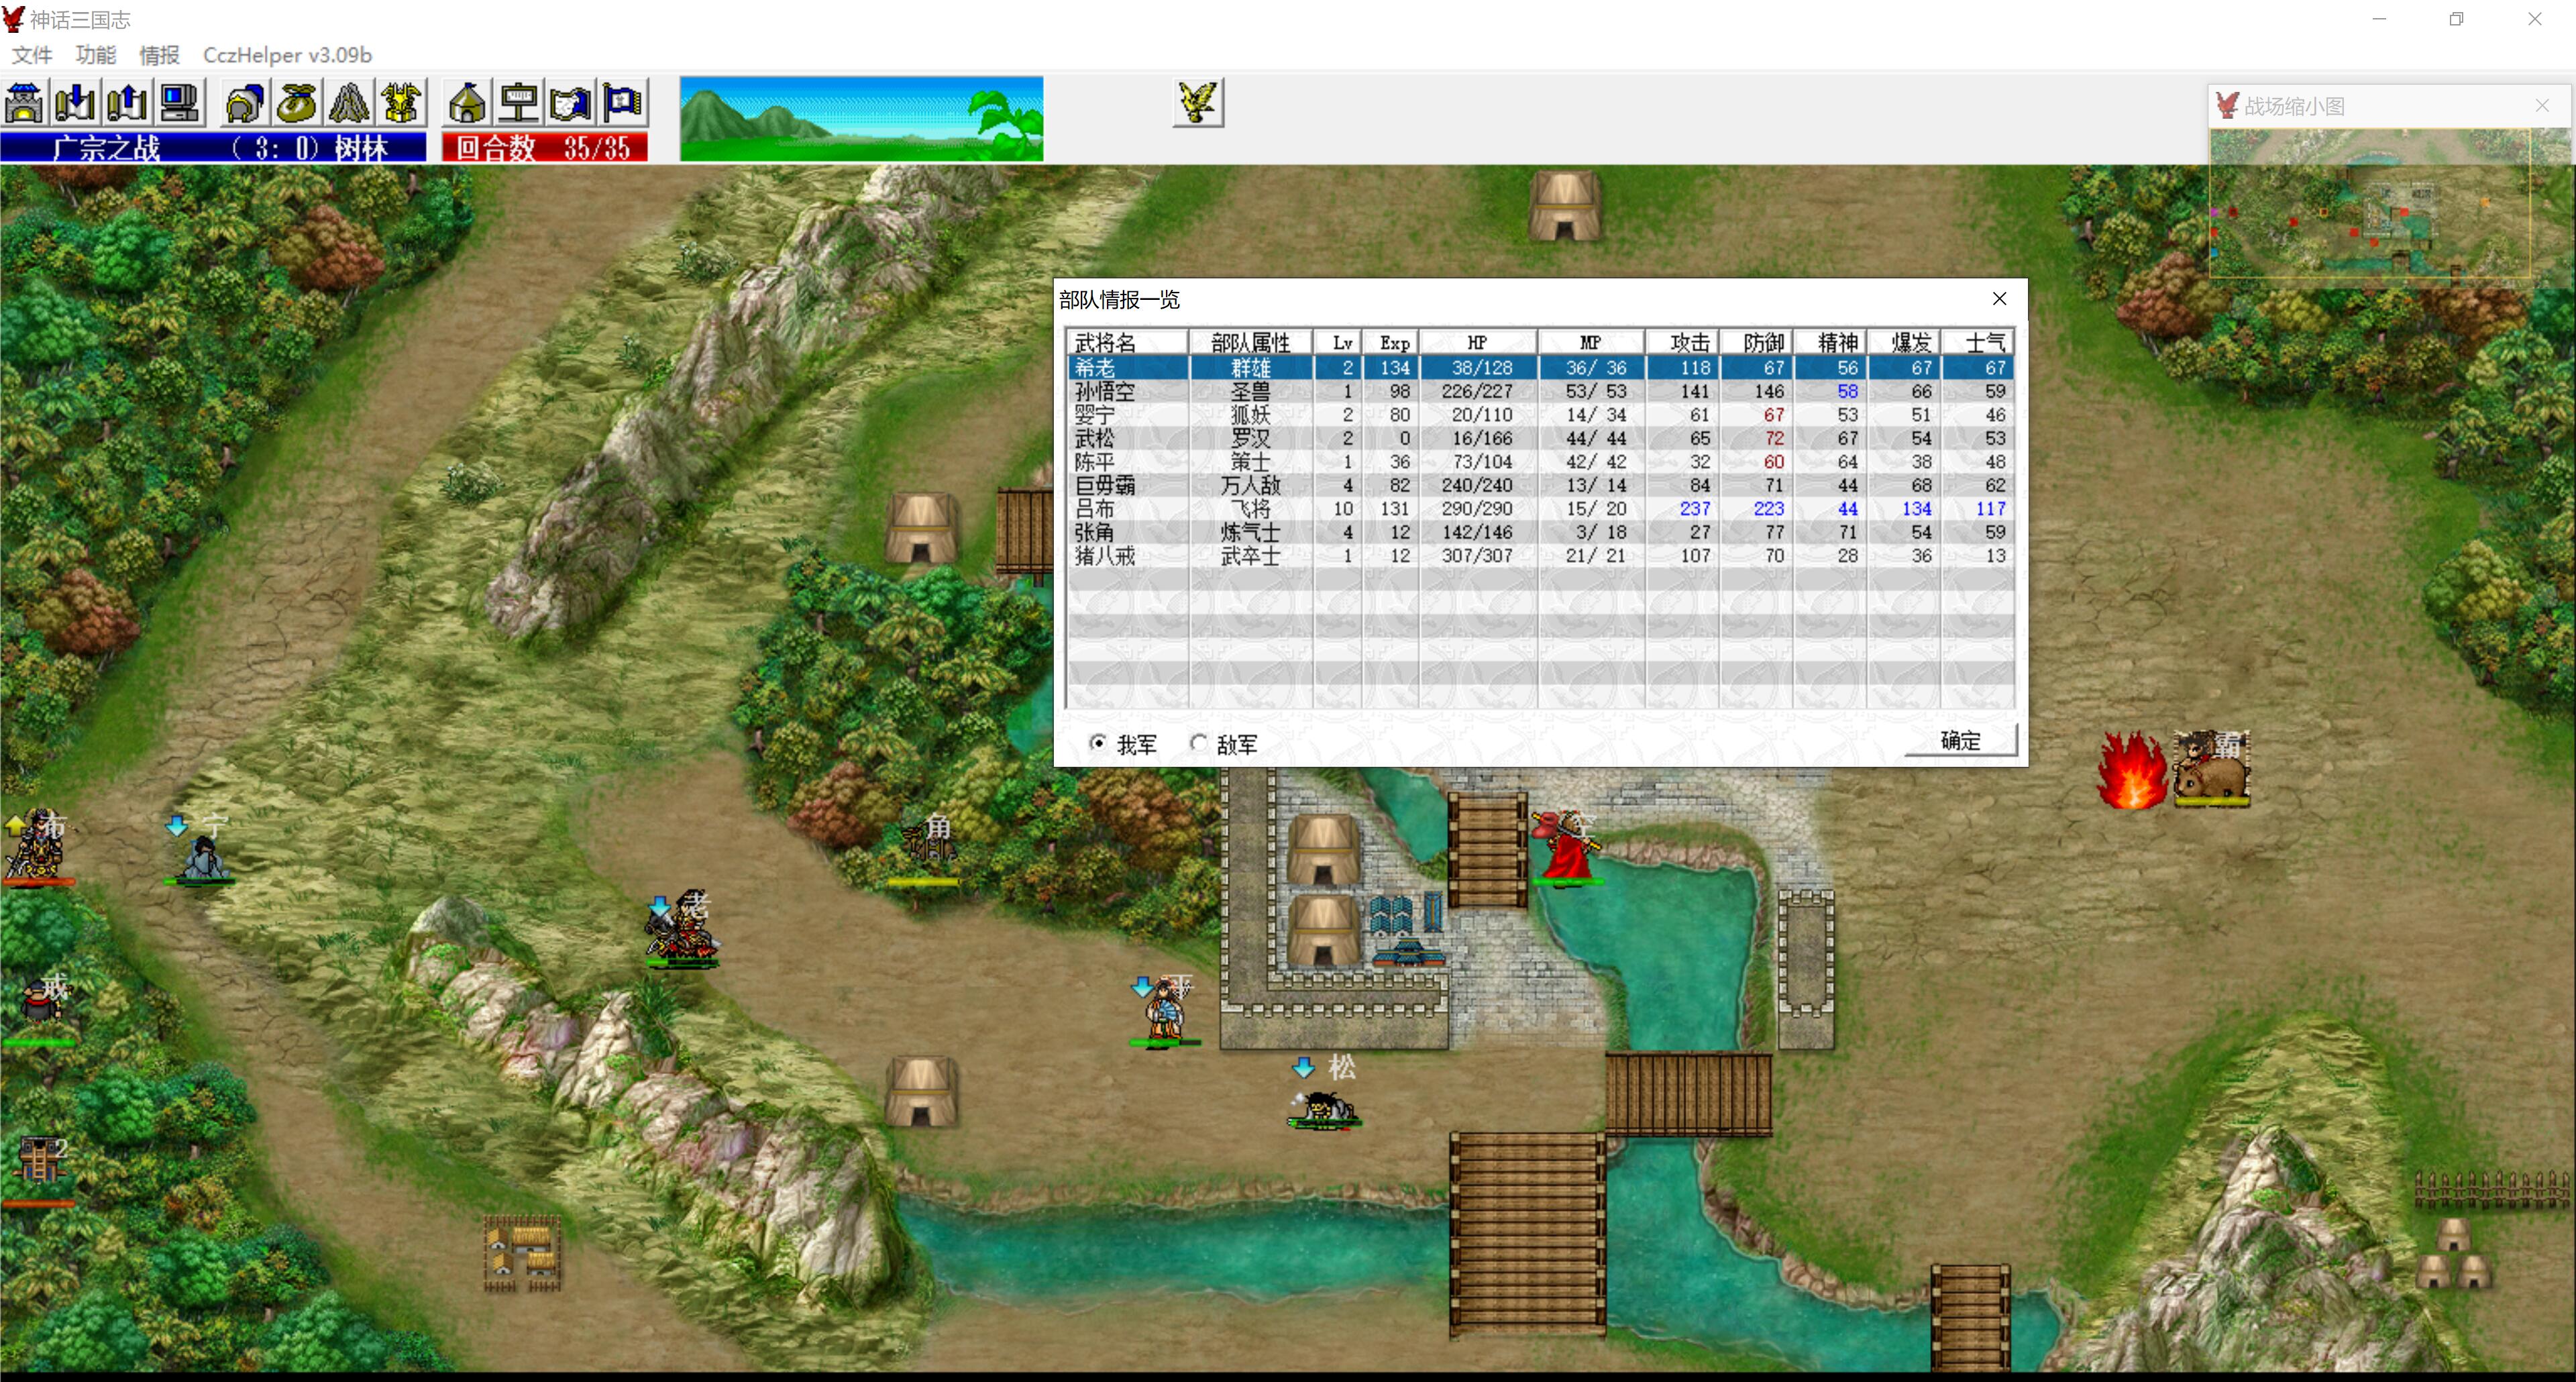 神话三国志
文件 功能 情报 CczHelper v3.09b
广宗之战 ( 3: 0) 树林
回合数 35/35
战场缩小图
部队情报一览
武将名 部队属性 Lv Exp HP MP 攻击 防御 精神 爆发 士气
希老 群雄 2 134 38/128 36/ 36 118 67 56 67 67
孙悟空 圣兽 1 98 226/227 53/ 53 141 146 58 66 59
婴宁 狐妖 2 80 20/110 14/ 34 61 67 53 51 46
武松 罗汉 2 0 16/166 44/ 44 65 72 67 54 53
陈平 策士 1 36 73/104 42/ 42 32 60 64 38 48
巨毋霸 万人敌 4 82 240/240 13/ 14 84 71 44 68 62
吕布 飞将 10 131 290/290 15/ 20 237 223 44 134 117
张角 炼气士 4 12 142/146 3/ 18 27 77 71 54 59
猪八戒 武卒士 1 12 307/307 21/ 21 107 70 28 36 13
我军 敌军 确定
霸
布 宁 角 空
老
戒 平
松
2